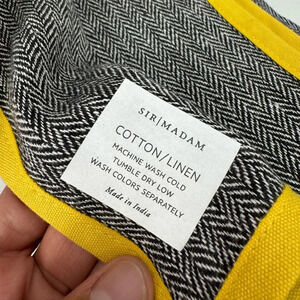 SIR|MADAM
COTTON/LINEN
MACHINE WASH COLD
TUMBLE DRY LOW
WASH COLORS SEPARATELY
Made in India